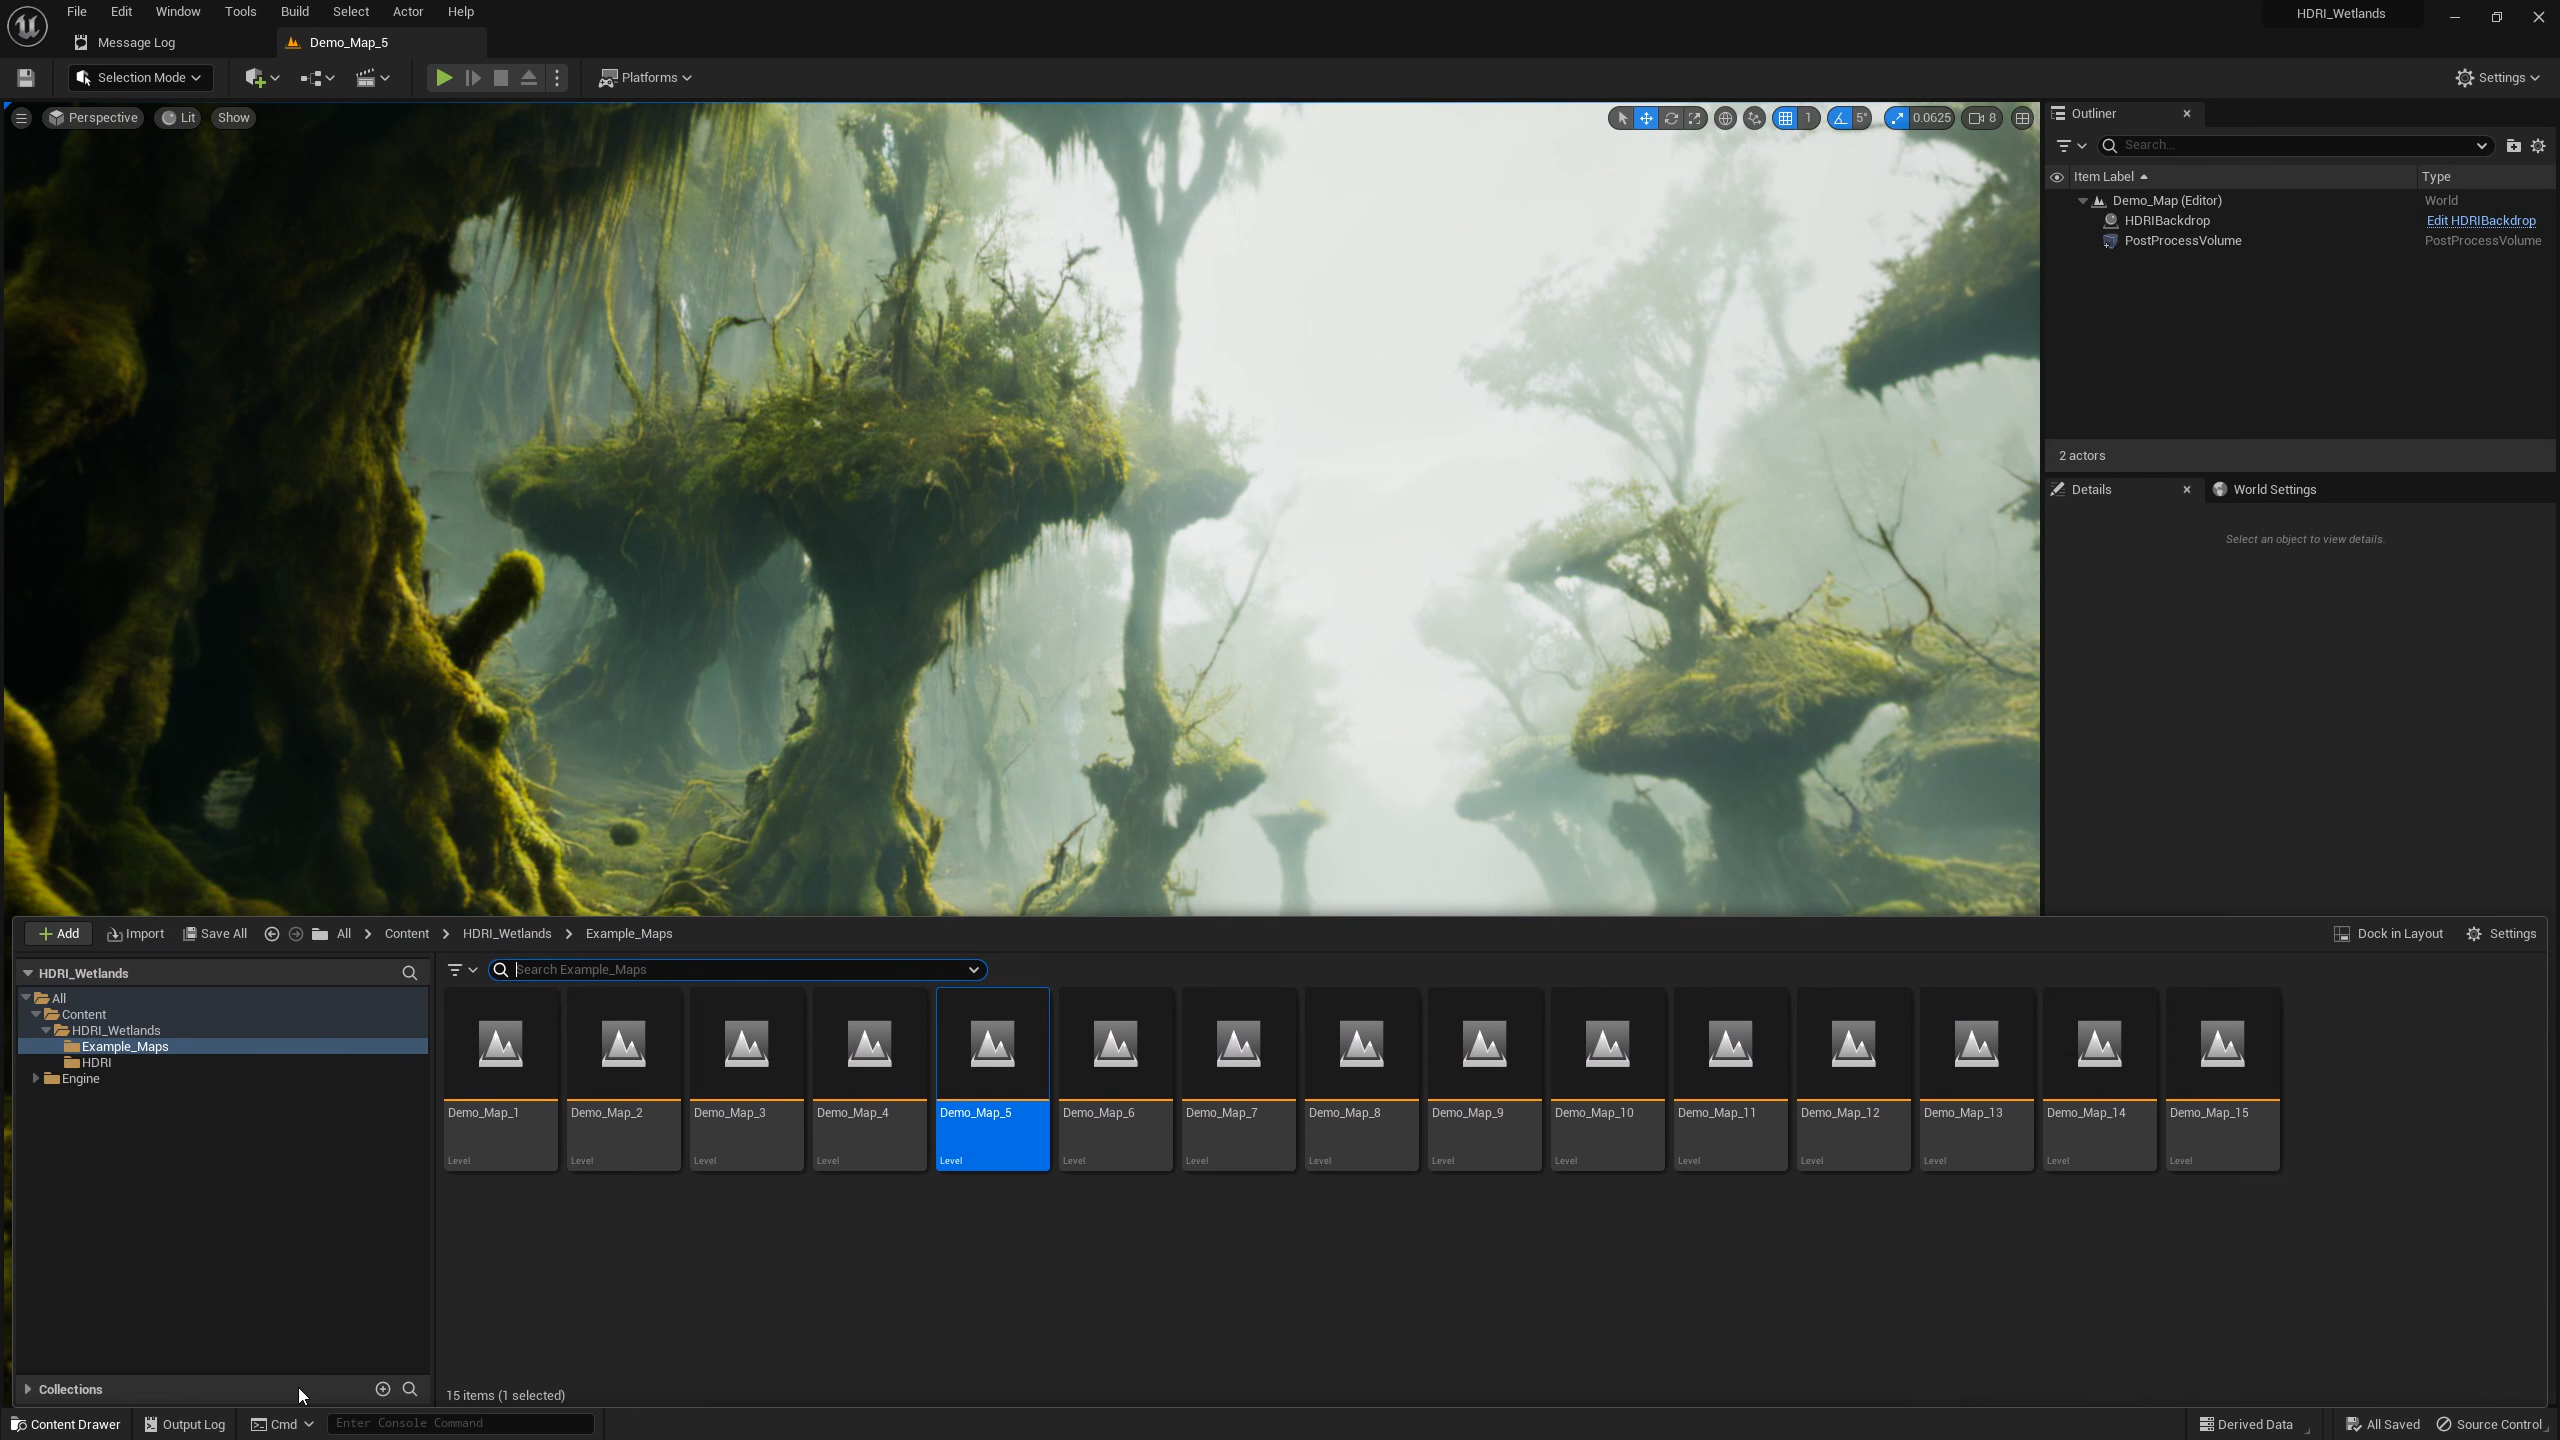 File Edit Window Tools Build Select Actor Help
HDRI_Wetlands
Message Log
Demo_Map_5
Selection Mode
Platforms
Settings
Perspective
Lit
Show
1
5°
0.0625
8
Outliner
Search...
Item Label
Type
Demo_Map (Editor)
World
HDRIBackdrop
Edit HDRIBackdrop
PostProcessVolume
PostProcessVolume
2 actors
Details
World Settings
Select an object to view details.
Add
Import
Save All
All
Content
HDRI_Wetlands
Example_Maps
Dock in Layout
Settings
HDRI_Wetlands
All
Content
HDRI_Wetlands
Example_Maps
HDRI
Engine
Collections
Search Example_Maps
Demo_Map_1
Level
Demo_Map_2
Level
Demo_Map_3
Level
Demo_Map_4
Level
Demo_Map_5
Level
Demo_Map_6
Level
Demo_Map_7
Level
Demo_Map_8
Level
Demo_Map_9
Level
Demo_Map_10
Level
Demo_Map_11
Level
Demo_Map_12
Level
Demo_Map_13
Level
Demo_Map_14
Level
Demo_Map_15
Level
15 items (1 selected)
Content Drawer
Output Log
Cmd
Enter Console Command
Derived Data
All Saved
Source Control